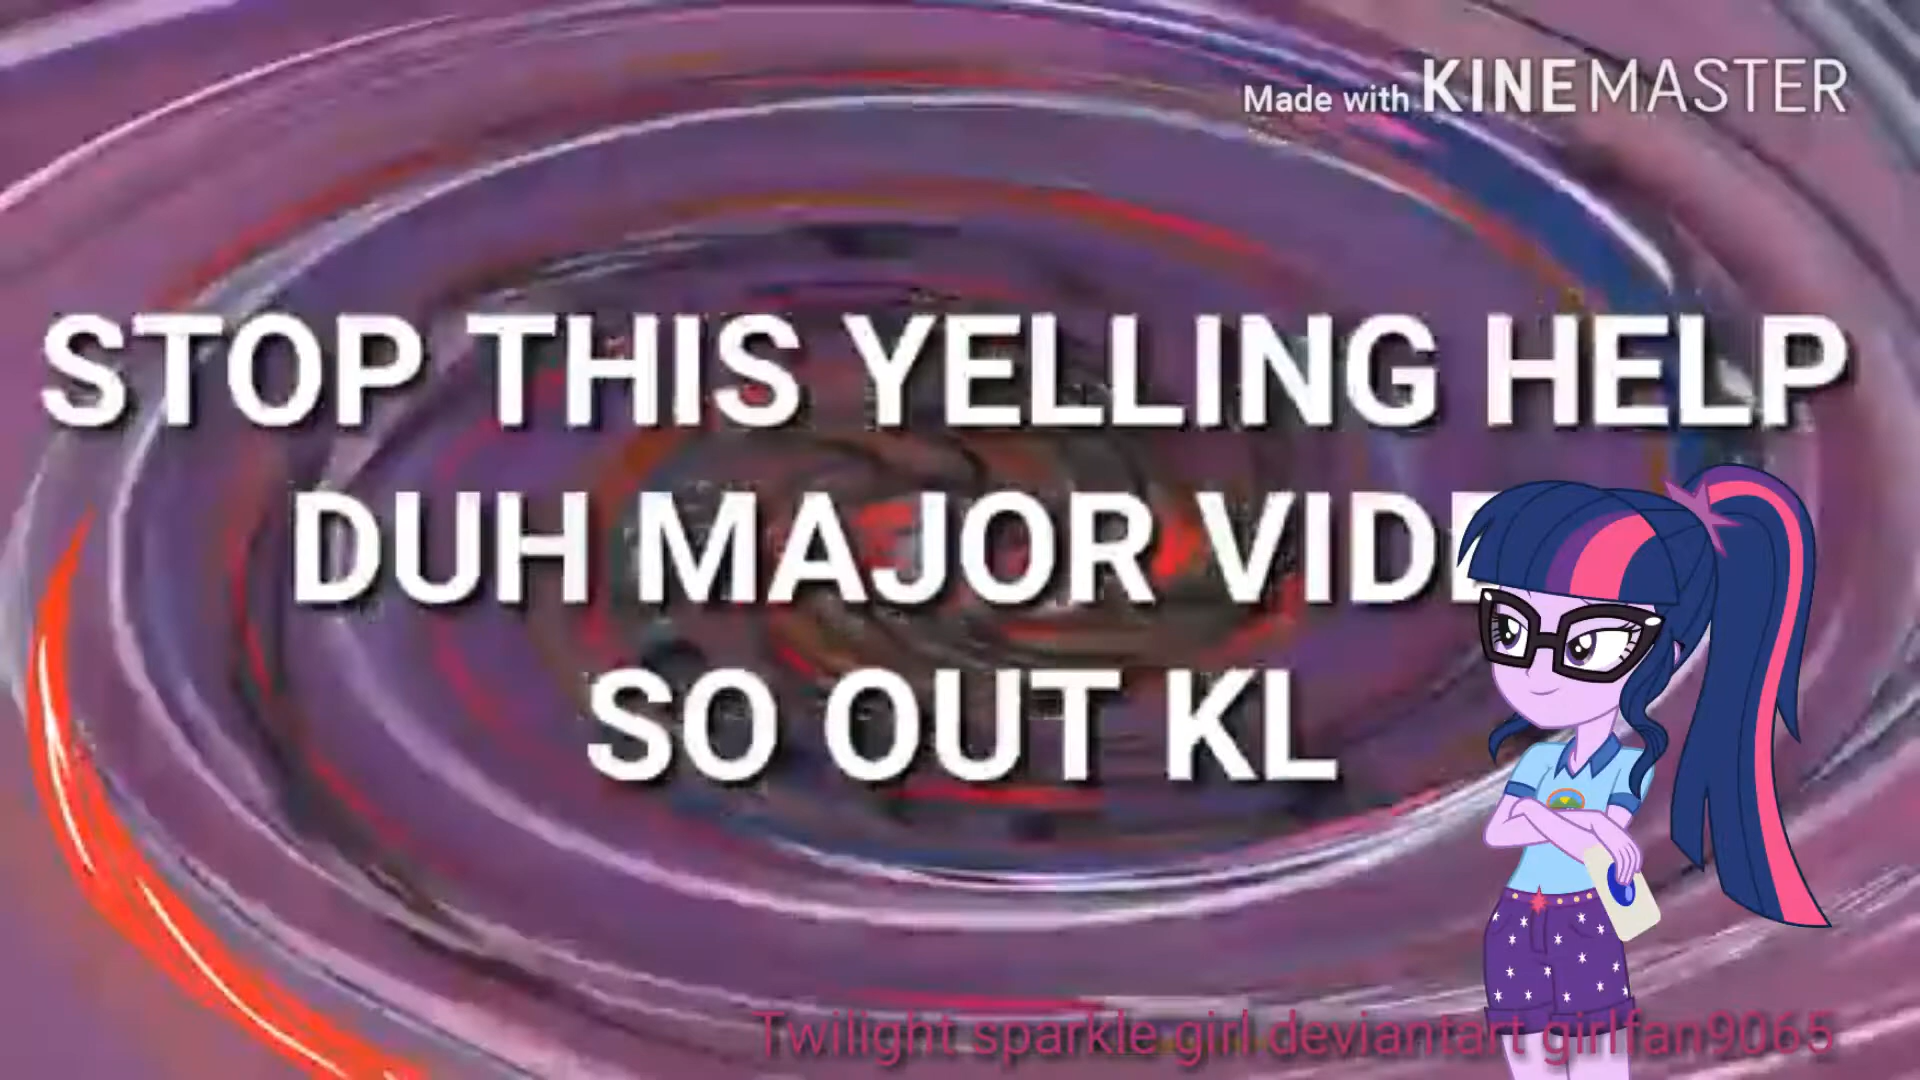 Made with KINEMASTER
STOP THIS YELLING HELP
DUH MAJOR VIDE
SO OUT KL
Twilight sparkle girl deviantart girlfan9065